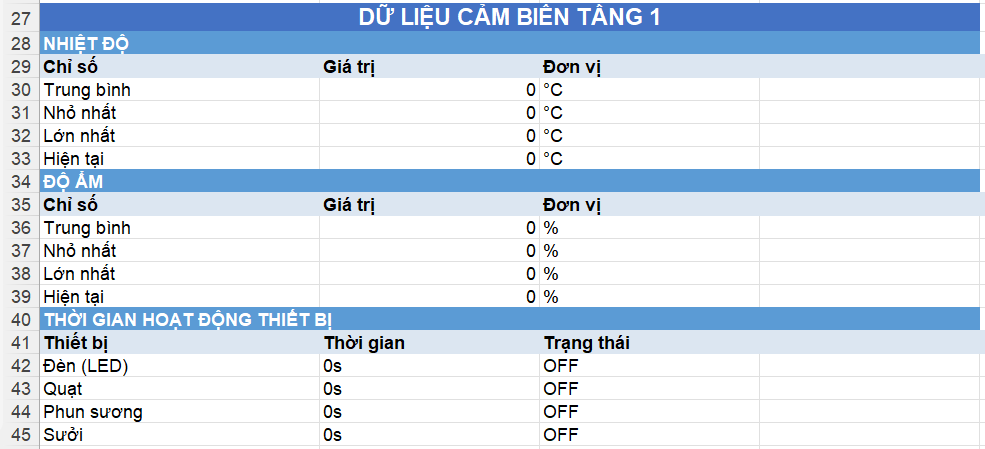 27 DỮ LIỆU CẢM BIẾN TẦNG 1
28 NHIỆT ĐỘ
29 Chỉ số Giá trị Đơn vị
30 Trung bình 0 °C
31 Nhỏ nhất 0 °C
32 Lớn nhất 0 °C
33 Hiện tại 0 °C
34 ĐỘ ẨM
35 Chỉ số Giá trị Đơn vị
36 Trung bình 0 %
37 Nhỏ nhất 0 %
38 Lớn nhất 0 %
39 Hiện tại 0 %
40 THỜI GIAN HOẠT ĐỘNG THIẾT BỊ
41 Thiết bị Thời gian Trạng thái
42 Đèn (LED) 0s OFF
43 Quạt 0s OFF
44 Phun sương 0s OFF
45 Sưởi 0s OFF